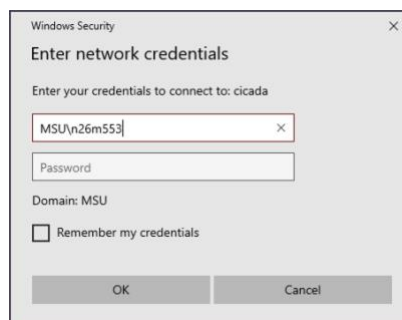 Windows Security
Enter network credentials
Enter your credentials to connect to: cicada
MSU\n26m553
Password
Domain: MSU
Remember my credentials
OK
Cancel